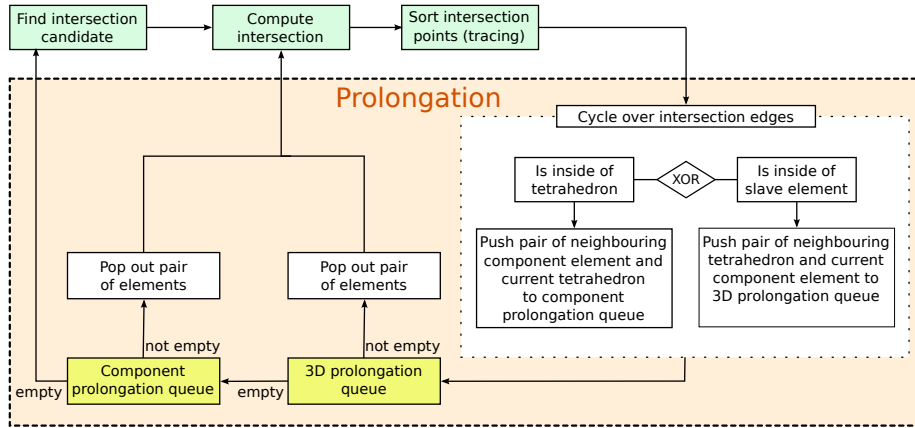 Find intersection
candidate
Compute
intersection
Sort intersection
points (tracing)
Prolongation
Cycle over intersection edges
Is inside of
tetrahedron
XOR
Is inside of
slave element
Push pair of neighbouring
component element and
current tetrahedron
to component
prolongation queue
Push pair of neighbouring
tetrahedron and current
component element to
3D prolongation queue
Pop out pair
of elements
Pop out pair
of elements
not empty
not empty
Component
prolongation queue
3D prolongation
queue
empty
empty